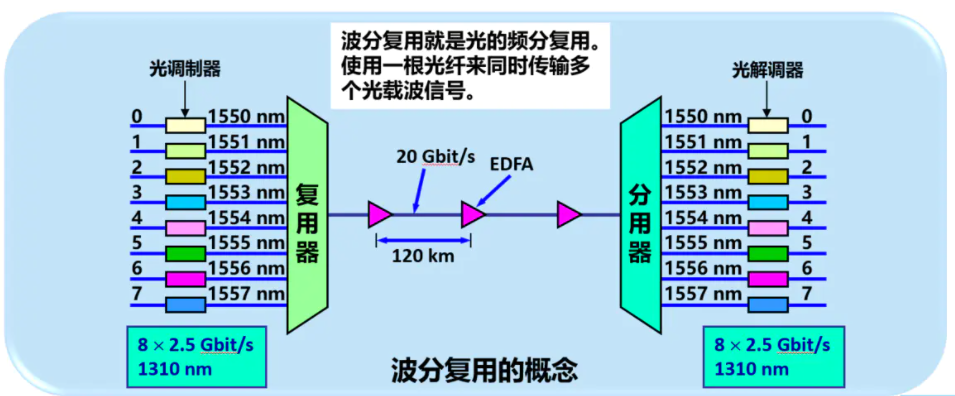 波分复用就是光的频分复用。
使用一根光纤来同时传输多
个光载波信号。
光调制器
光解调器
0 1550 nm
1 1551 nm
2 1552 nm
3 1553 nm
4 1554 nm
5 1555 nm
6 1556 nm
7 1557 nm
复用器
20 Gbit/s
EDFA
120 km
分用器
1550 nm 0
1551 nm 1
1552 nm 2
1553 nm 3
1554 nm 4
1555 nm 5
1556 nm 6
1557 nm 7
8 × 2.5 Gbit/s
1310 nm
波分复用的概念
8 × 2.5 Gbit/s
1310 nm